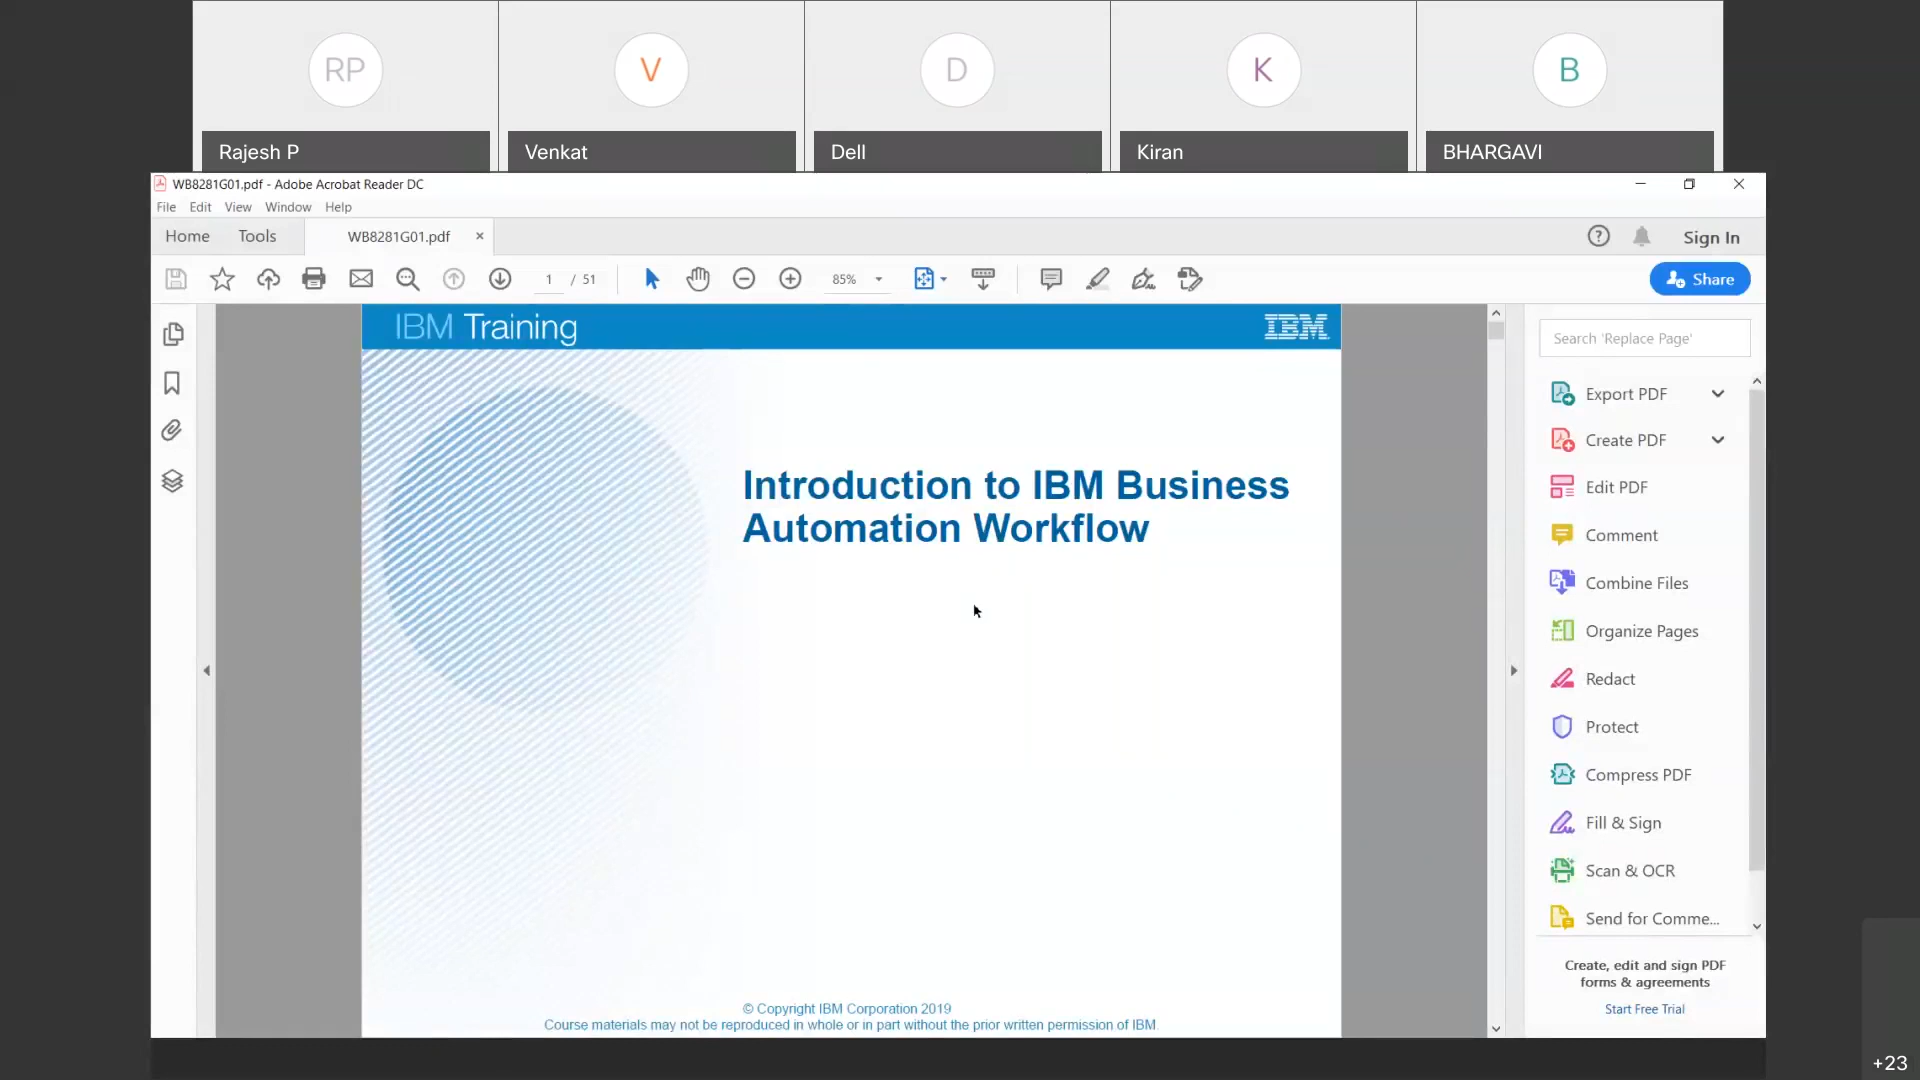 RP
V
D
K
B
Rajesh P
Venkat
Dell
Kiran
BHARGAVI
WB8281G01.pdf - Adobe Acrobat Reader DC
File Edit View Window Help
Home Tools WB8281G01.pdf × Sign In
1 / 51 85% Share
IBM Training IBM
Search 'Replace Page'
Export PDF
Create PDF
Edit PDF
Comment
Combine Files
Organize Pages
Redact
Protect
Compress PDF
Fill & Sign
Scan & OCR
Send for Comme...
Create, edit and sign PDF
forms & agreements
Start Free Trial
Introduction to IBM Business
Automation Workflow
© Copyright IBM Corporation 2019
Course materials may not be reproduced in whole or in part without the prior written permission of IBM.
+23